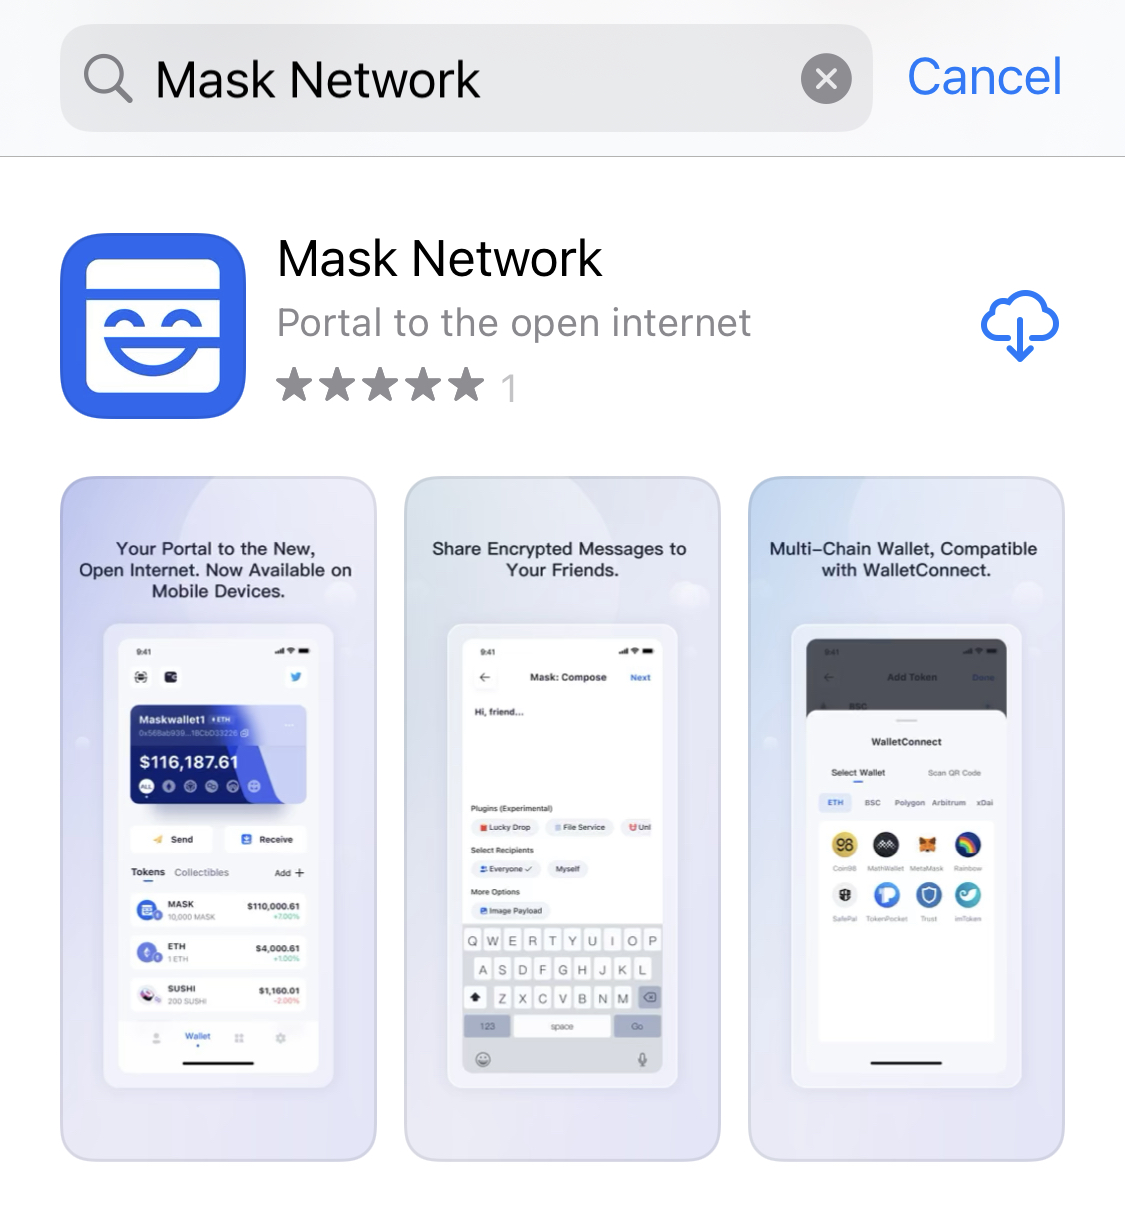 Mask Network
Cancel
Mask Network
Portal to the open internet
1
Your Portal to the New,
Open Internet. Now Available on
Mobile Devices.
9:41
Maskwallet1
ETH
$116,187.61
ALL
Send
Receive
Tokens
Collectibles
Add +
MASK
10,000 MASK
$110,000.61
+7.00%
ETH
1 ETH
$4,000.61
+1.00%
SUSHI
200 SUSHI
$1,160.01
-2.00%
Wallet
Share Encrypted Messages to
Your Friends.
9:41
Mask: Compose
Next
Hi, friend...
Plugins (Experimental)
Lucky Drop
File Service
Unl
Select Recipients
Everyone
Myself
More Options
Image Payload
Q W E R T Y U I O P
A S D F G H J K L
Z X C V B N M
123
space
Go
Multi-Chain Wallet, Compatible
with WalletConnect.
9:41
Add Token
Done
BSC
WalletConnect
Select Wallet
Scan QR Code
ETH
BSC
Polygon
Arbitrum
xDai
98
Coin98
MathWallet
MetaMask
Rainbow
SafePal
TokenPocket
Trust
imToken